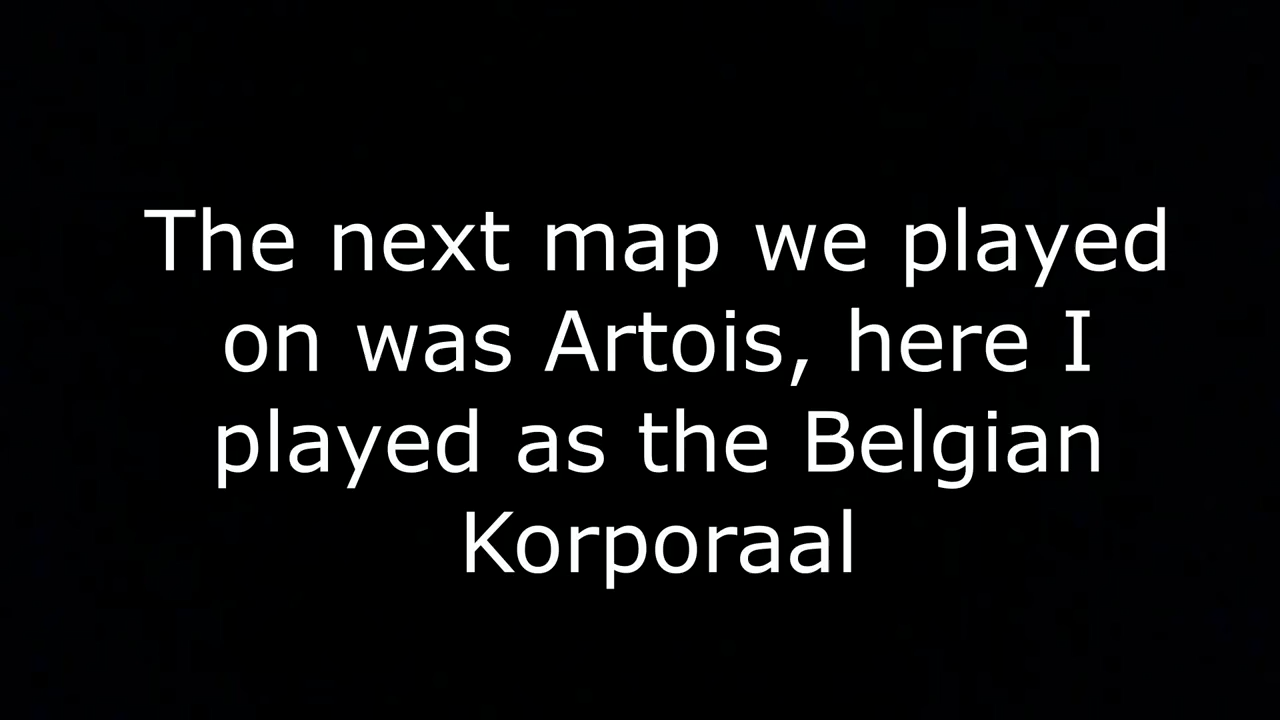 The next map we played
on was Artois, here I
played as the Belgian
Korporaal